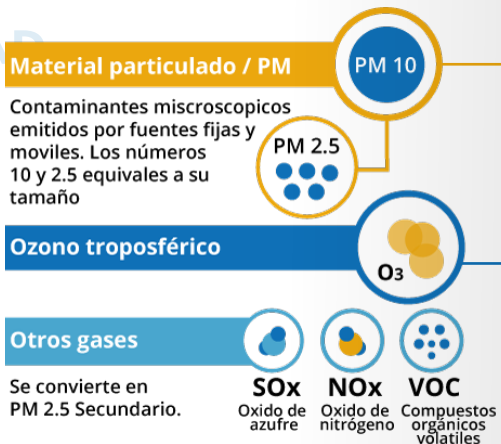 Material particulado / PM
PM 10
Contaminantes miscroscopicos
emitidos por fuentes fijas y
moviles. Los números
10 y 2.5 equivales a su
tamaño
PM 2.5
Ozono troposférico
O3
Otros gases
Se convierte en
PM 2.5 Secundario.
SOx
Oxido de
azufre
NOx
Oxido de
nitrógeno
VOC
Compuestos
orgánicos
volatiles